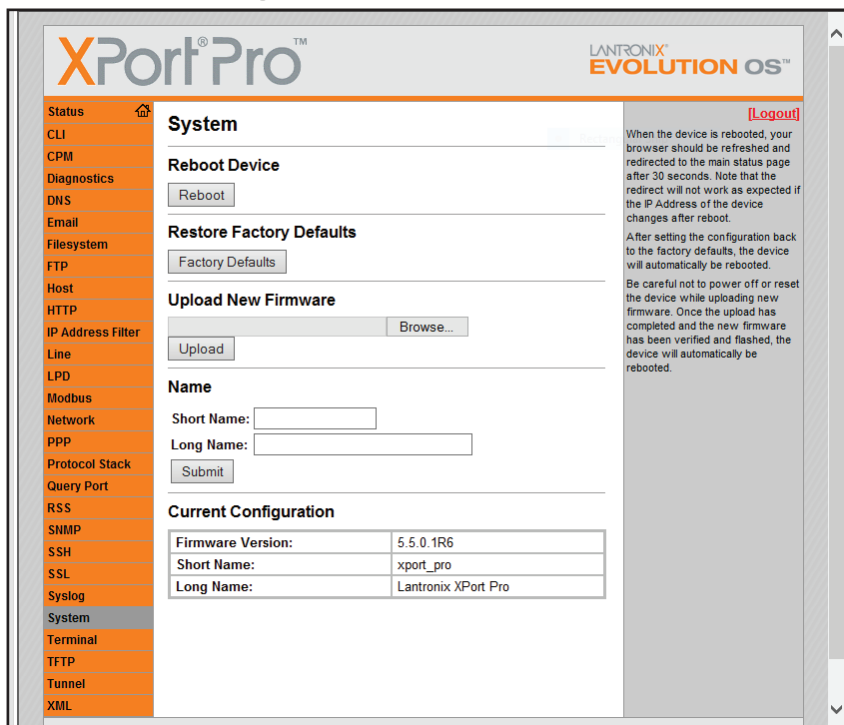 XPort® Pro™
LANTRONIX®
EVOLUTION OS™
Status
CLI
CPM
Diagnostics
DNS
Email
Filesystem
FTP
Host
HTTP
IP Address Filter
Line
LPD
Modbus
Network
PPP
Protocol Stack
Query Port
RSS
SNMP
SSH
SSL
Syslog
System
Terminal
TFTP
Tunnel
XML
System
Reboot Device
Reboot
Restore Factory Defaults
Factory Defaults
Upload New Firmware
Browse...
Upload
Name
Short Name:
Long Name:
Submit
Current Configuration
Firmware Version: 5.5.0.1R6
Short Name: xport_pro
Long Name: Lantronix XPort Pro
[Logout]
When the device is rebooted, your
browser should be refreshed and
redirected to the main status page
after 30 seconds. Note that the
redirect will not work as expected if
the IP Address of the device
changes after reboot.
After setting the configuration back
to the factory defaults, the device
will automatically be rebooted.
Be careful not to power off or reset
the device while uploading new
firmware. Once the upload has
completed and the new firmware
has been verified and flashed, the
device will automatically be
rebooted.